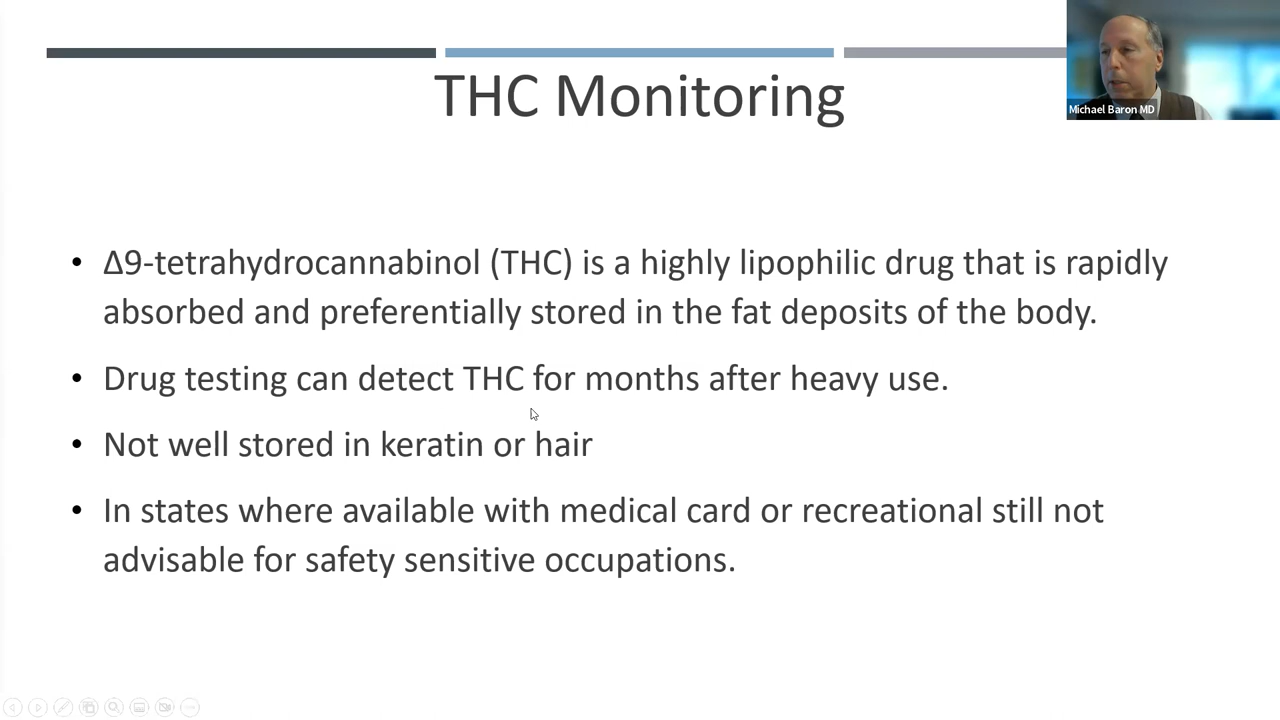 THC Monitoring
Michael Baron MD
• Δ9-tetrahydrocannabinol (THC) is a highly lipophilic drug that is rapidly
absorbed and preferentially stored in the fat deposits of the body.
• Drug testing can detect THC for months after heavy use.
• Not well stored in keratin or hair
• In states where available with medical card or recreational still not
advisable for safety sensitive occupations.